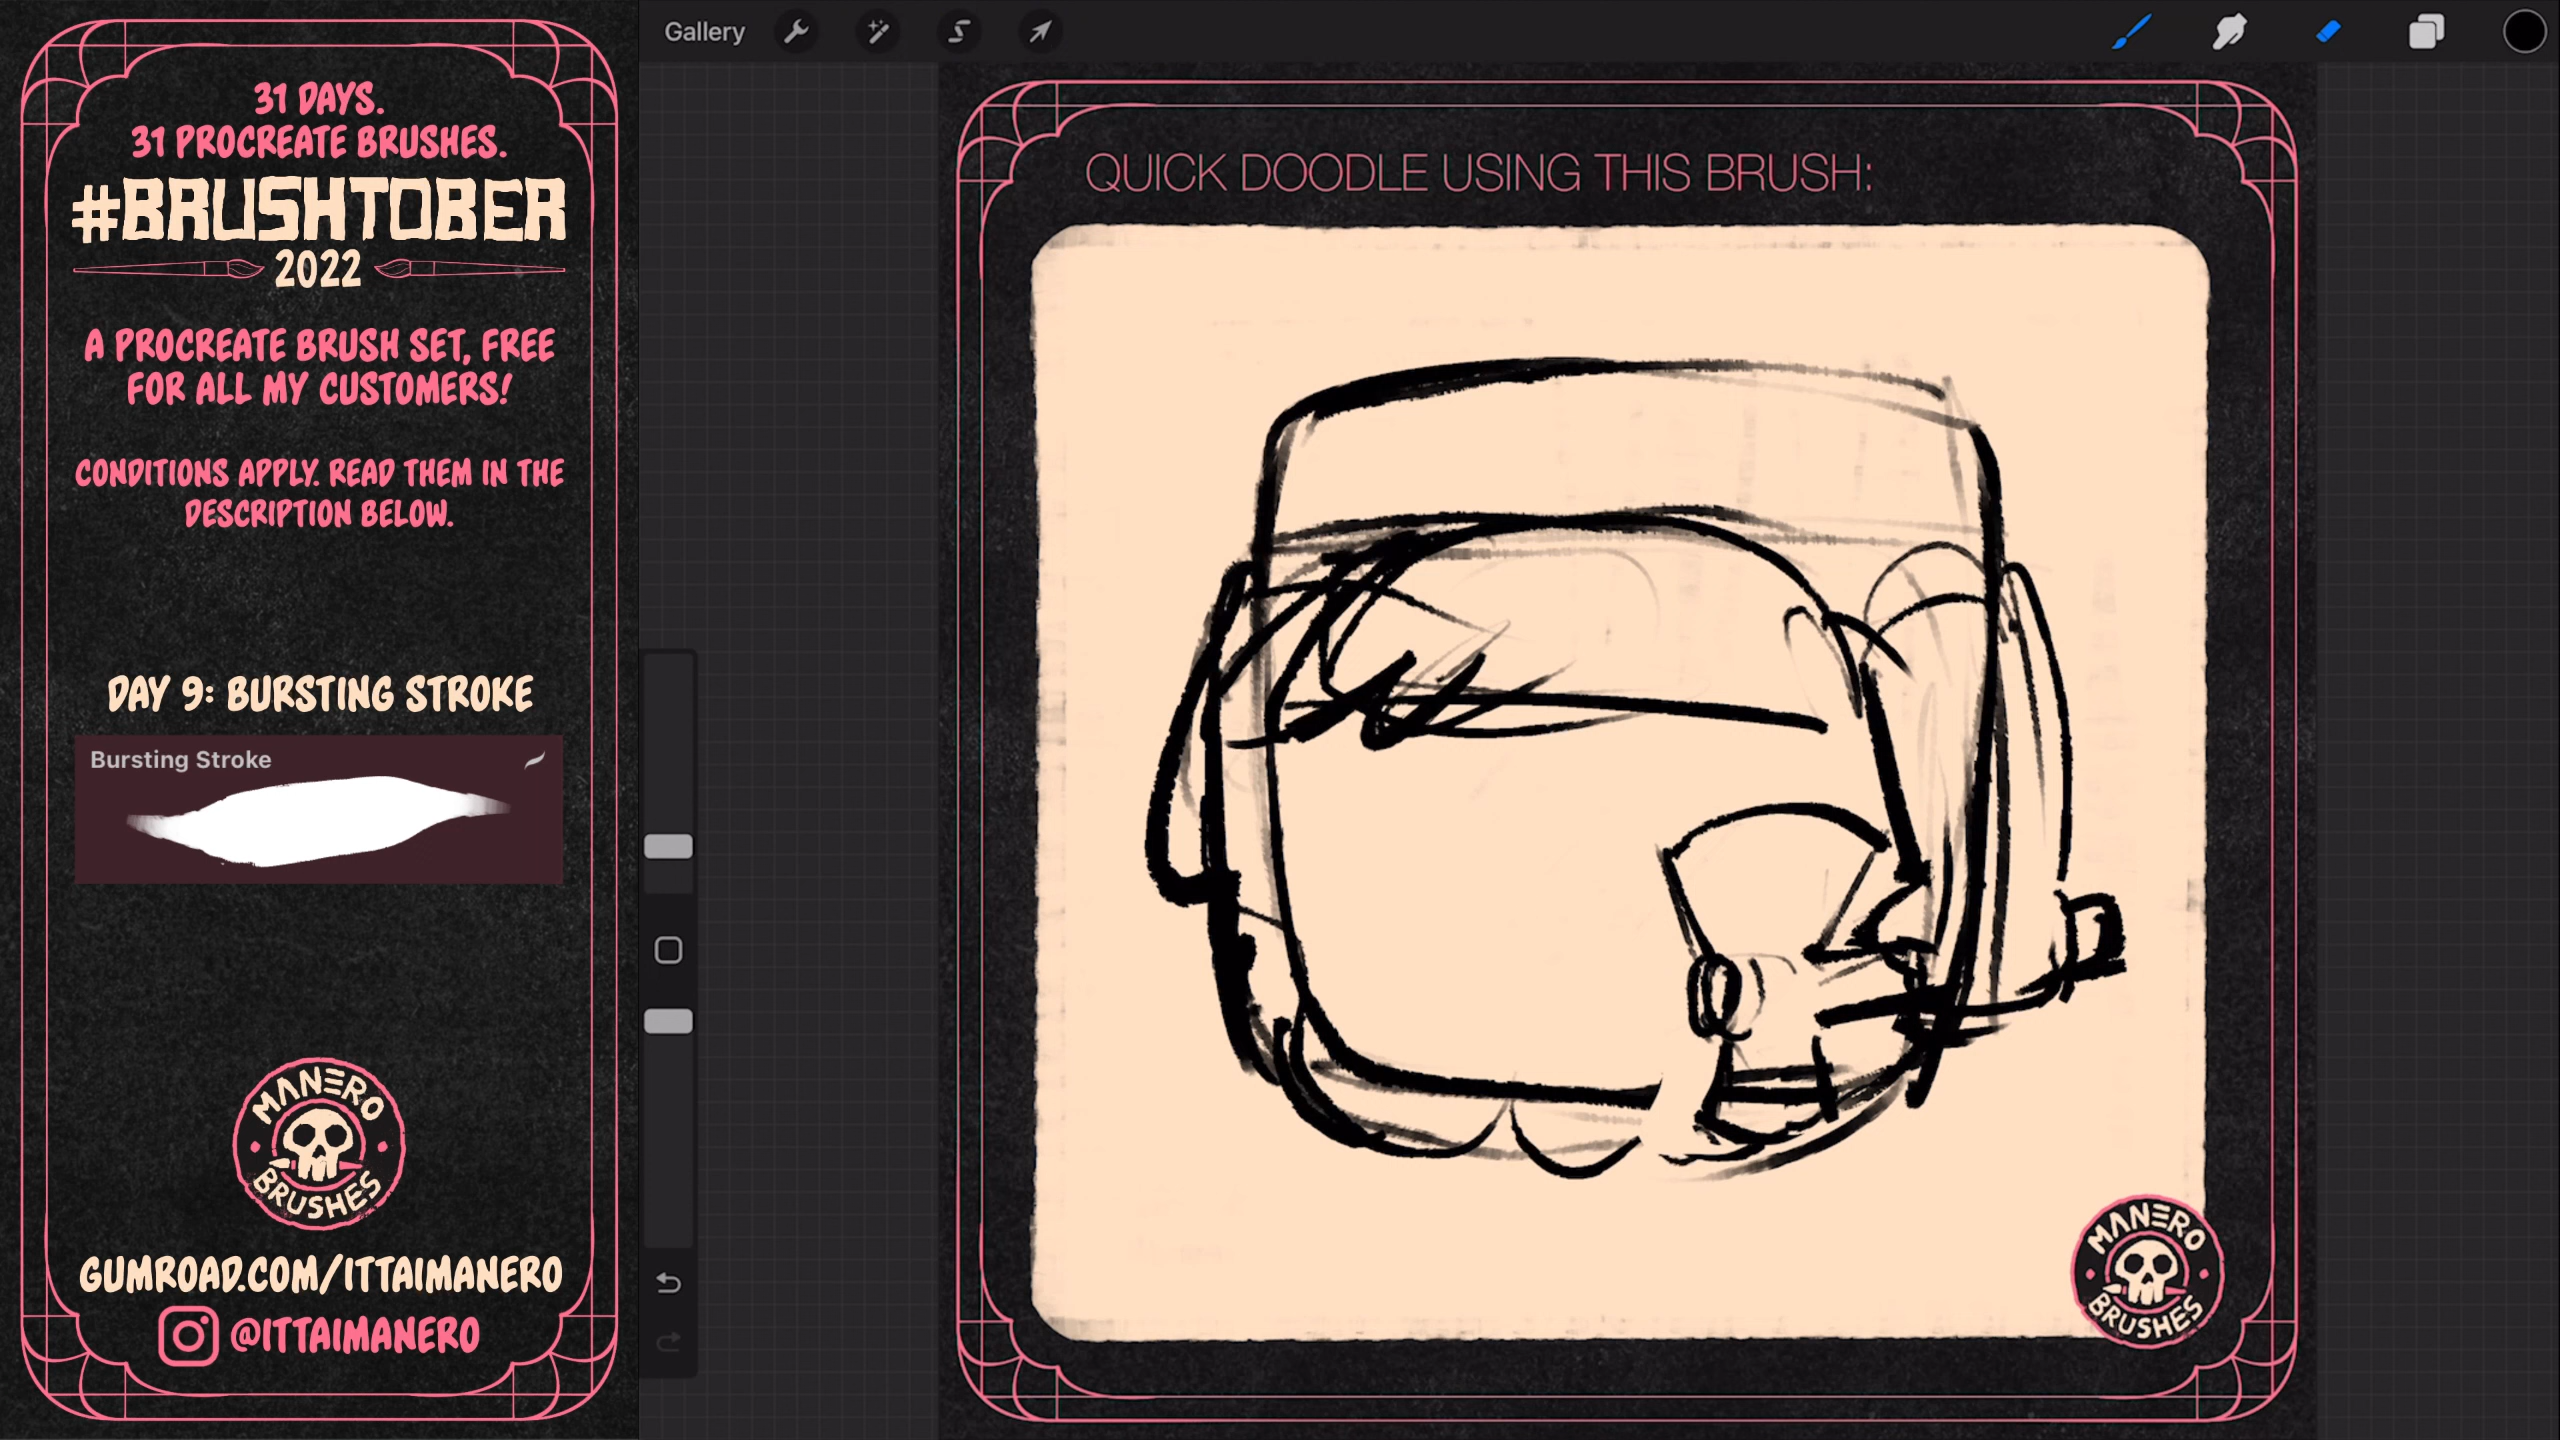 31 DAYS.
31 PROCREATE BRUSHES.
#BRUSHTOBER
2022
A PROCREATE BRUSH SET, FREE
FOR ALL MY CUSTOMERS!
CONDITIONS APPLY. READ THEM IN THE
DESCRIPTION BELOW.
DAY 9: BURSTING STROKE
Bursting Stroke
MANERO
BRUSHES
GUMROAD.COM/ITTAIMANERO
@ITTAIMANERO
Gallery
QUICK DOODLE USING THIS BRUSH:
MANERO
BRUSHES